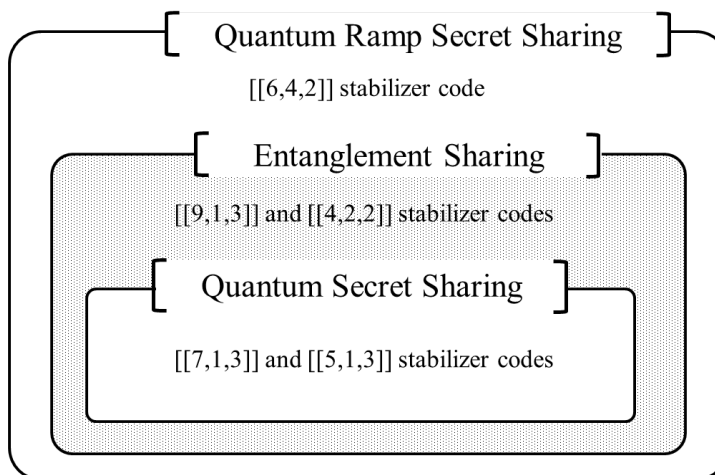 Quantum Ramp Secret Sharing
[[6,4,2]] stabilizer code
Entanglement Sharing
[[9,1,3]] and [[4,2,2]] stabilizer codes
Quantum Secret Sharing
[[7,1,3]] and [[5,1,3]] stabilizer codes